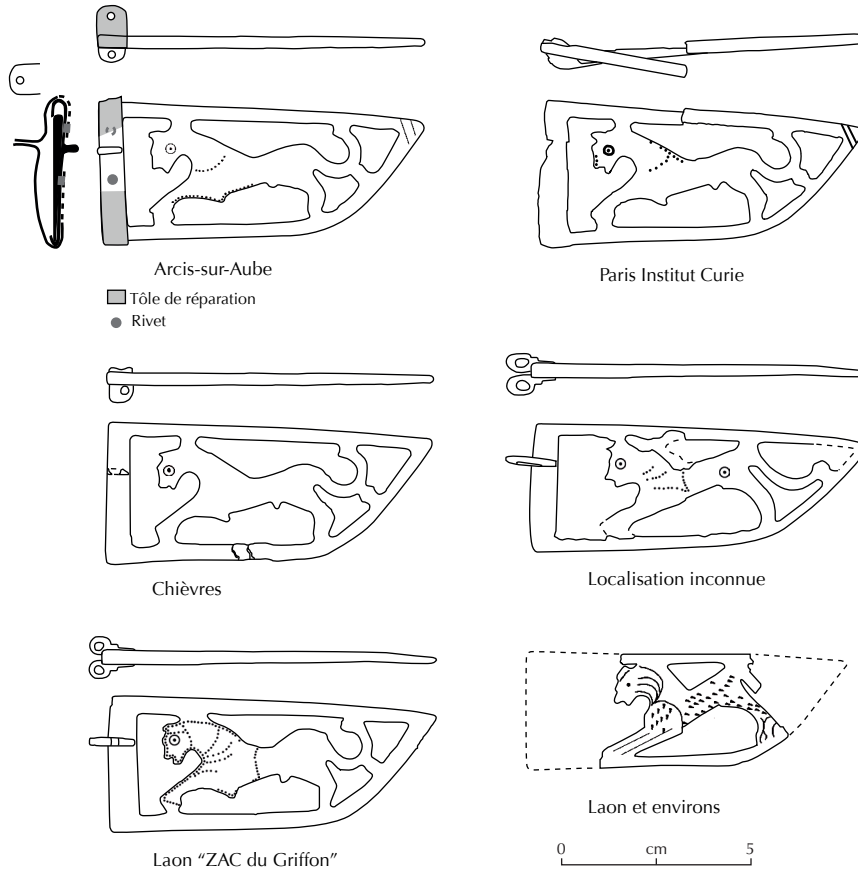 Arcis-sur-Aube
Tôle de réparation
Rivet
Paris Institut Curie
Chièvres
Localisation inconnue
Laon “ZAC du Griffon”
Laon et environs
0 cm 5